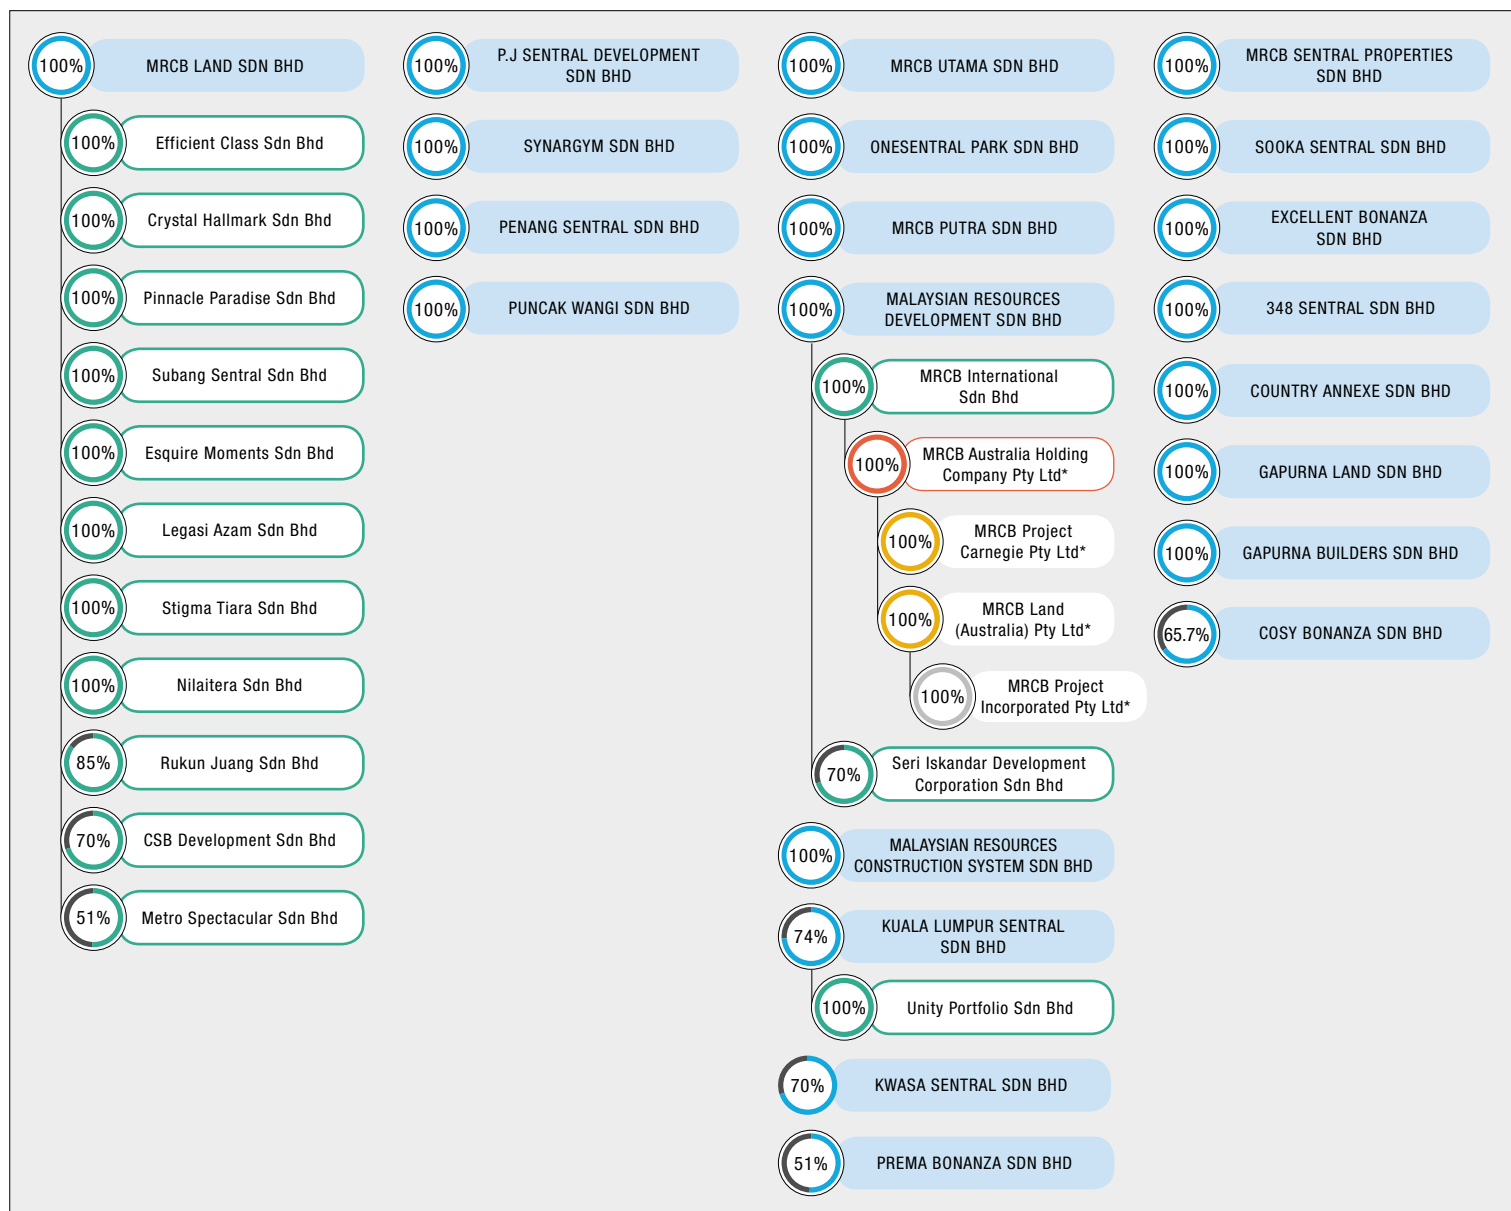 100%
MRCB LAND SDN BHD
100%
Efficient Class Sdn Bhd
100%
Crystal Hallmark Sdn Bhd
100%
Pinnacle Paradise Sdn Bhd
100%
Subang Sentral Sdn Bhd
100%
Esquire Moments Sdn Bhd
100%
Legasi Azam Sdn Bhd
100%
Stigma Tiara Sdn Bhd
100%
Nilaitera Sdn Bhd
85%
Rukun Juang Sdn Bhd
70%
CSB Development Sdn Bhd
51%
Metro Spectacular Sdn Bhd
100%
P.J SENTRAL DEVELOPMENT
SDN BHD
100%
SYNARGYM SDN BHD
100%
PENANG SENTRAL SDN BHD
100%
PUNCAK WANGI SDN BHD
100%
MRCB UTAMA SDN BHD
100%
ONESENTRAL PARK SDN BHD
100%
MRCB PUTRA SDN BHD
100%
MALAYSIAN RESOURCES
DEVELOPMENT SDN BHD
100%
MRCB International
Sdn Bhd
100%
MRCB Australia Holding
Company Pty Ltd*
100%
MRCB Project
Carnegie Pty Ltd*
100%
MRCB Land
(Australia) Pty Ltd*
100%
MRCB Project
Incorporated Pty Ltd*
70%
Seri Iskandar Development
Corporation Sdn Bhd
100%
MALAYSIAN RESOURCES
CONSTRUCTION SYSTEM SDN BHD
74%
KUALA LUMPUR SENTRAL
SDN BHD
100%
Unity Portfolio Sdn Bhd
70%
KWASA SENTRAL SDN BHD
51%
PREMA BONANZA SDN BHD
100%
MRCB SENTRAL PROPERTIES
SDN BHD
100%
SOOKA SENTRAL SDN BHD
100%
EXCELLENT BONANZA
SDN BHD
100%
348 SENTRAL SDN BHD
100%
COUNTRY ANNEXE SDN BHD
100%
GAPURNA LAND SDN BHD
100%
GAPURNA BUILDERS SDN BHD
65.7%
COSY BONANZA SDN BHD